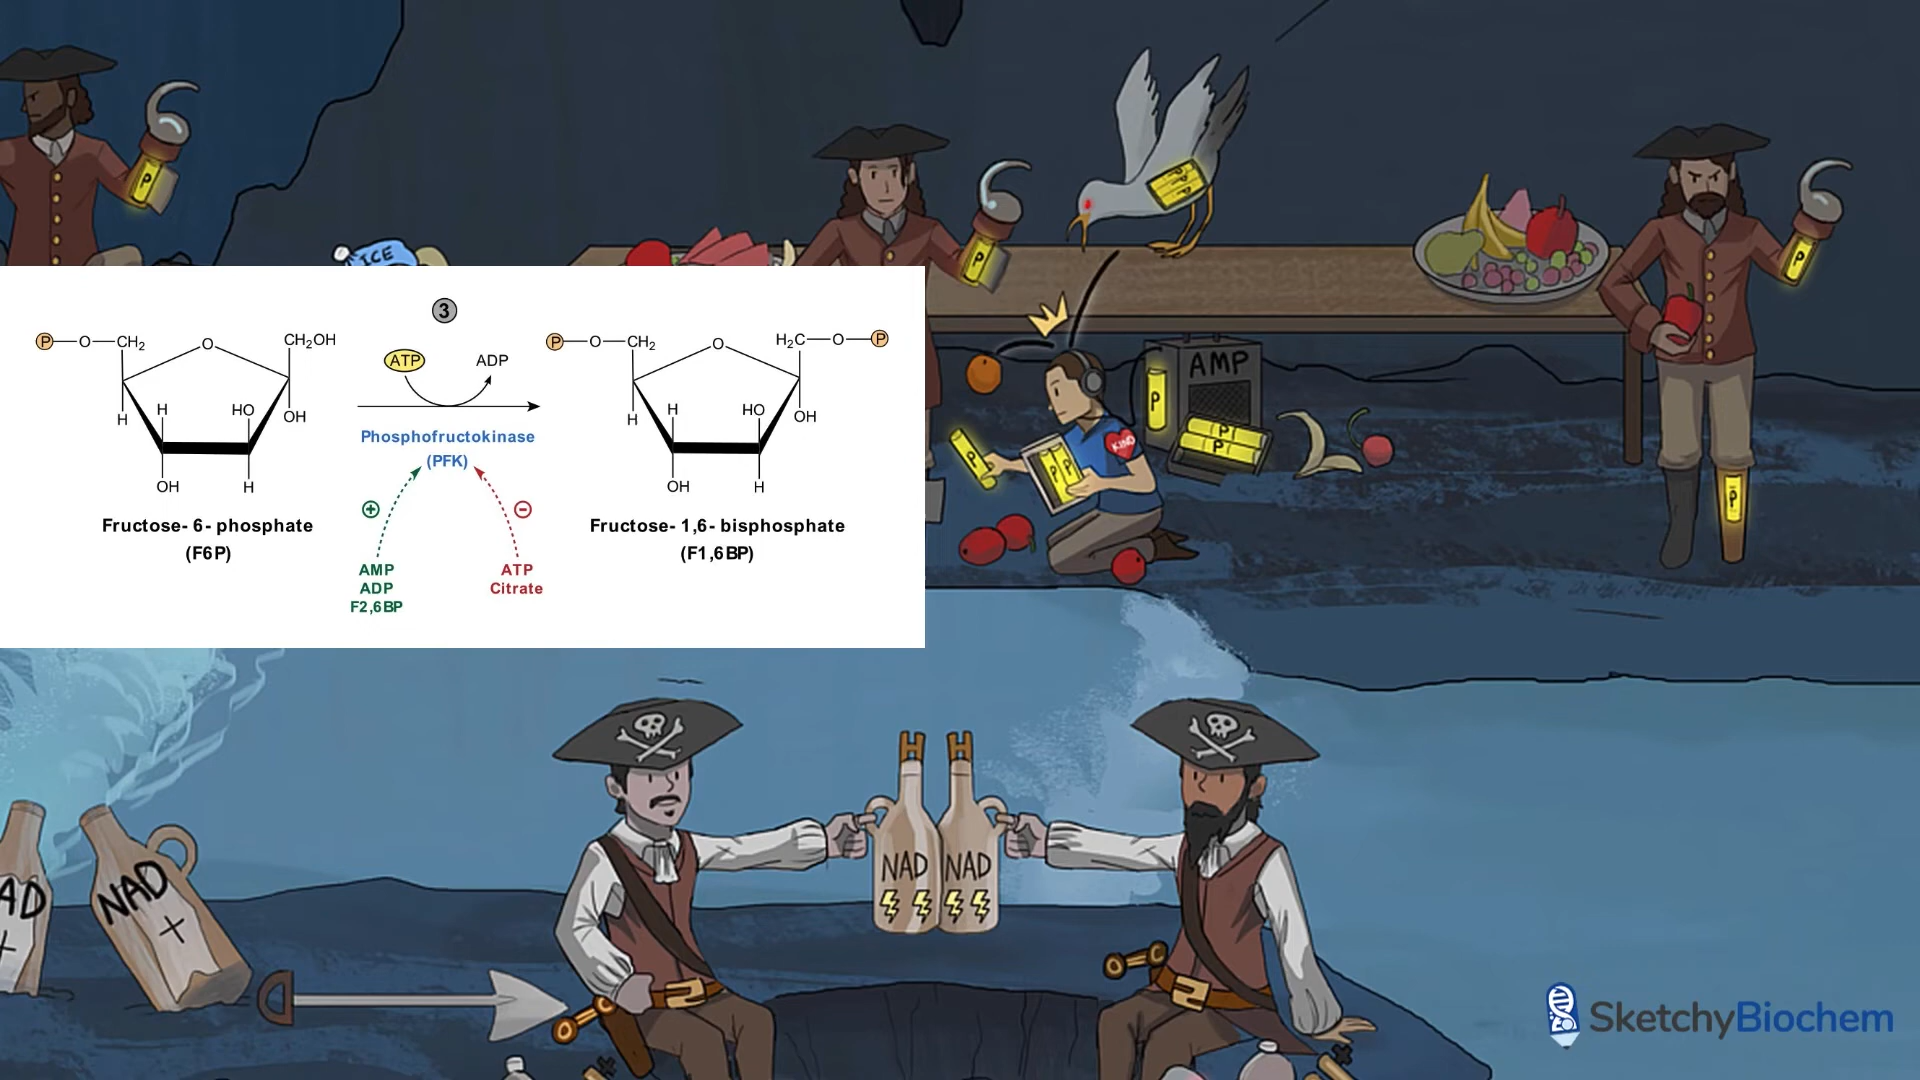 P
ICE
P
P
P
P
P
P
3
P
O
CH2
O
CH2OH
ATP
ADP
P
O
CH2
O
H2C
O
P
H
H
HO
OH
H
H
HO
OH
Phosphofructokinase
(PFK)
OH
H
OH
H
+
−
Fructose- 6- phosphate
(F6P)
Fructose- 1,6- bisphosphate
(F1,6BP)
AMP
ADP
F2,6BP
ATP
Citrate
AMP
P
P
P
KIND
P
P
P
P
H H
NAD NAD
AD
+
NAD
+
SketchyBiochem